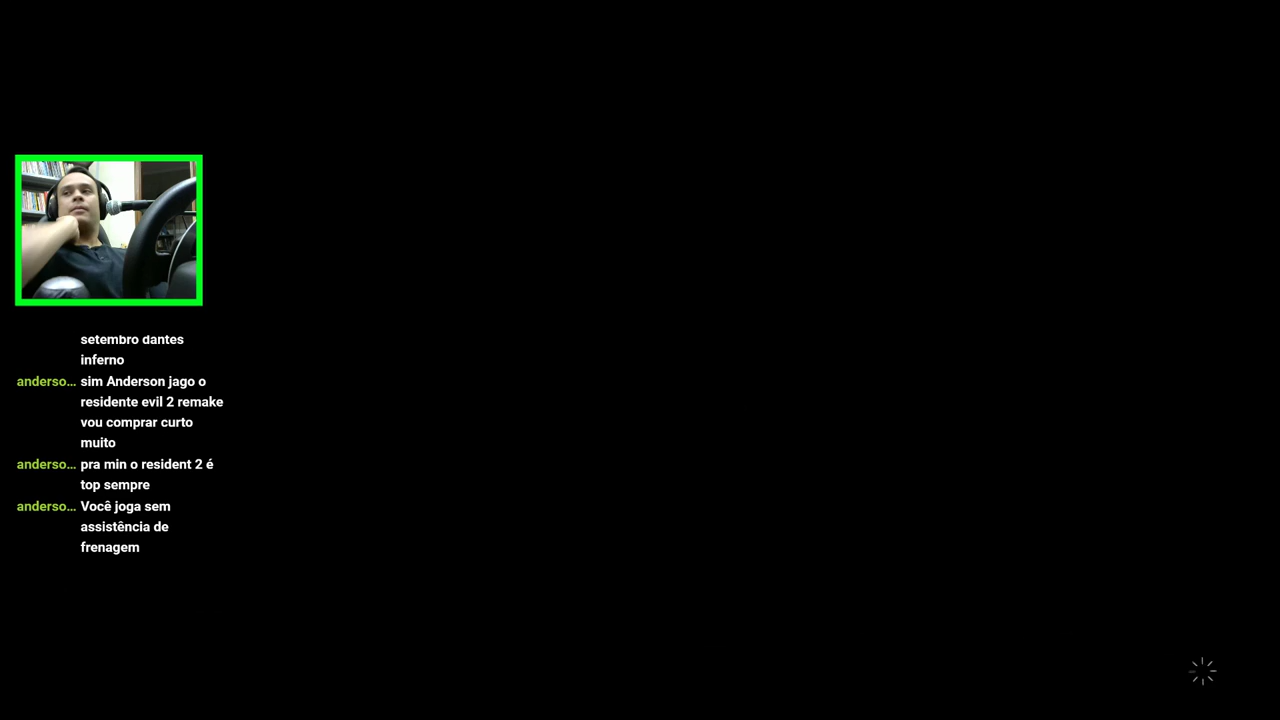 setembro dantes
inferno
anderso... sim Anderson jago o
residente evil 2 remake
vou comprar curto
muito
anderso... pra min o resident 2 é
top sempre
anderso... Você joga sem
assistência de
frenagem